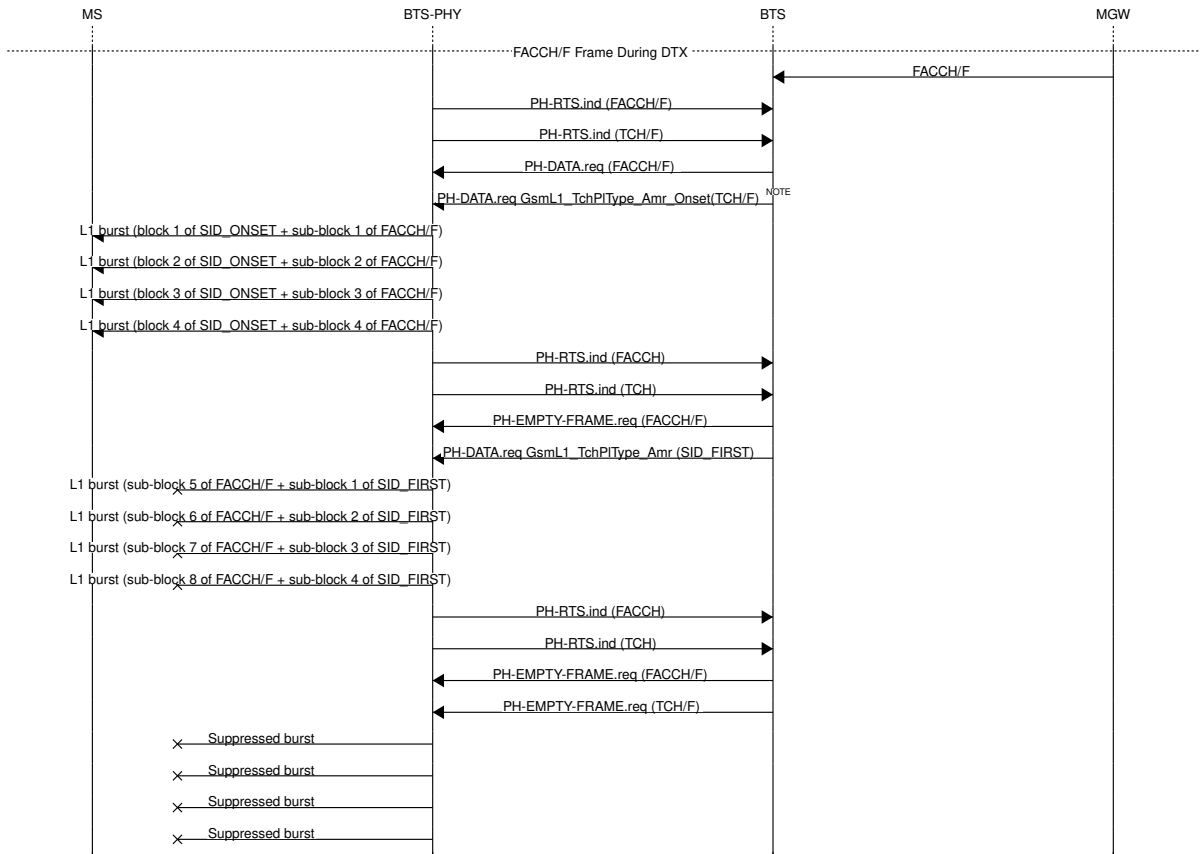 MS BTS-PHY BTS MGW
FACCH/F Frame During DTX
FACCH/F
PH-RTS.ind (FACCH/F)
PH-RTS.ind (TCH/F)
PH-DATA.req (FACCH/F)
PH-DATA.req GsmL1_TchPlType_Amr_Onset(TCH/F) NOTE
L1 burst (block 1 of SID_ONSET + sub-block 1 of FACCH/F)
L1 burst (block 2 of SID_ONSET + sub-block 2 of FACCH/F)
L1 burst (block 3 of SID_ONSET + sub-block 3 of FACCH/F)
L1 burst (block 4 of SID_ONSET + sub-block 4 of FACCH/F)
PH-RTS.ind (FACCH)
PH-RTS.ind (TCH)
PH-EMPTY-FRAME.req (FACCH/F)
PH-DATA.req GsmL1_TchPlType_Amr (SID_FIRST)
L1 burst (sub-block 5 of FACCH/F + sub-block 1 of SID_FIRST)
L1 burst (sub-block 6 of FACCH/F + sub-block 2 of SID_FIRST)
L1 burst (sub-block 7 of FACCH/F + sub-block 3 of SID_FIRST)
L1 burst (sub-block 8 of FACCH/F + sub-block 4 of SID_FIRST)
PH-RTS.ind (FACCH)
PH-RTS.ind (TCH)
PH-EMPTY-FRAME.req (FACCH/F)
PH-EMPTY-FRAME.req (TCH/F)
Suppressed burst
Suppressed burst
Suppressed burst
Suppressed burst